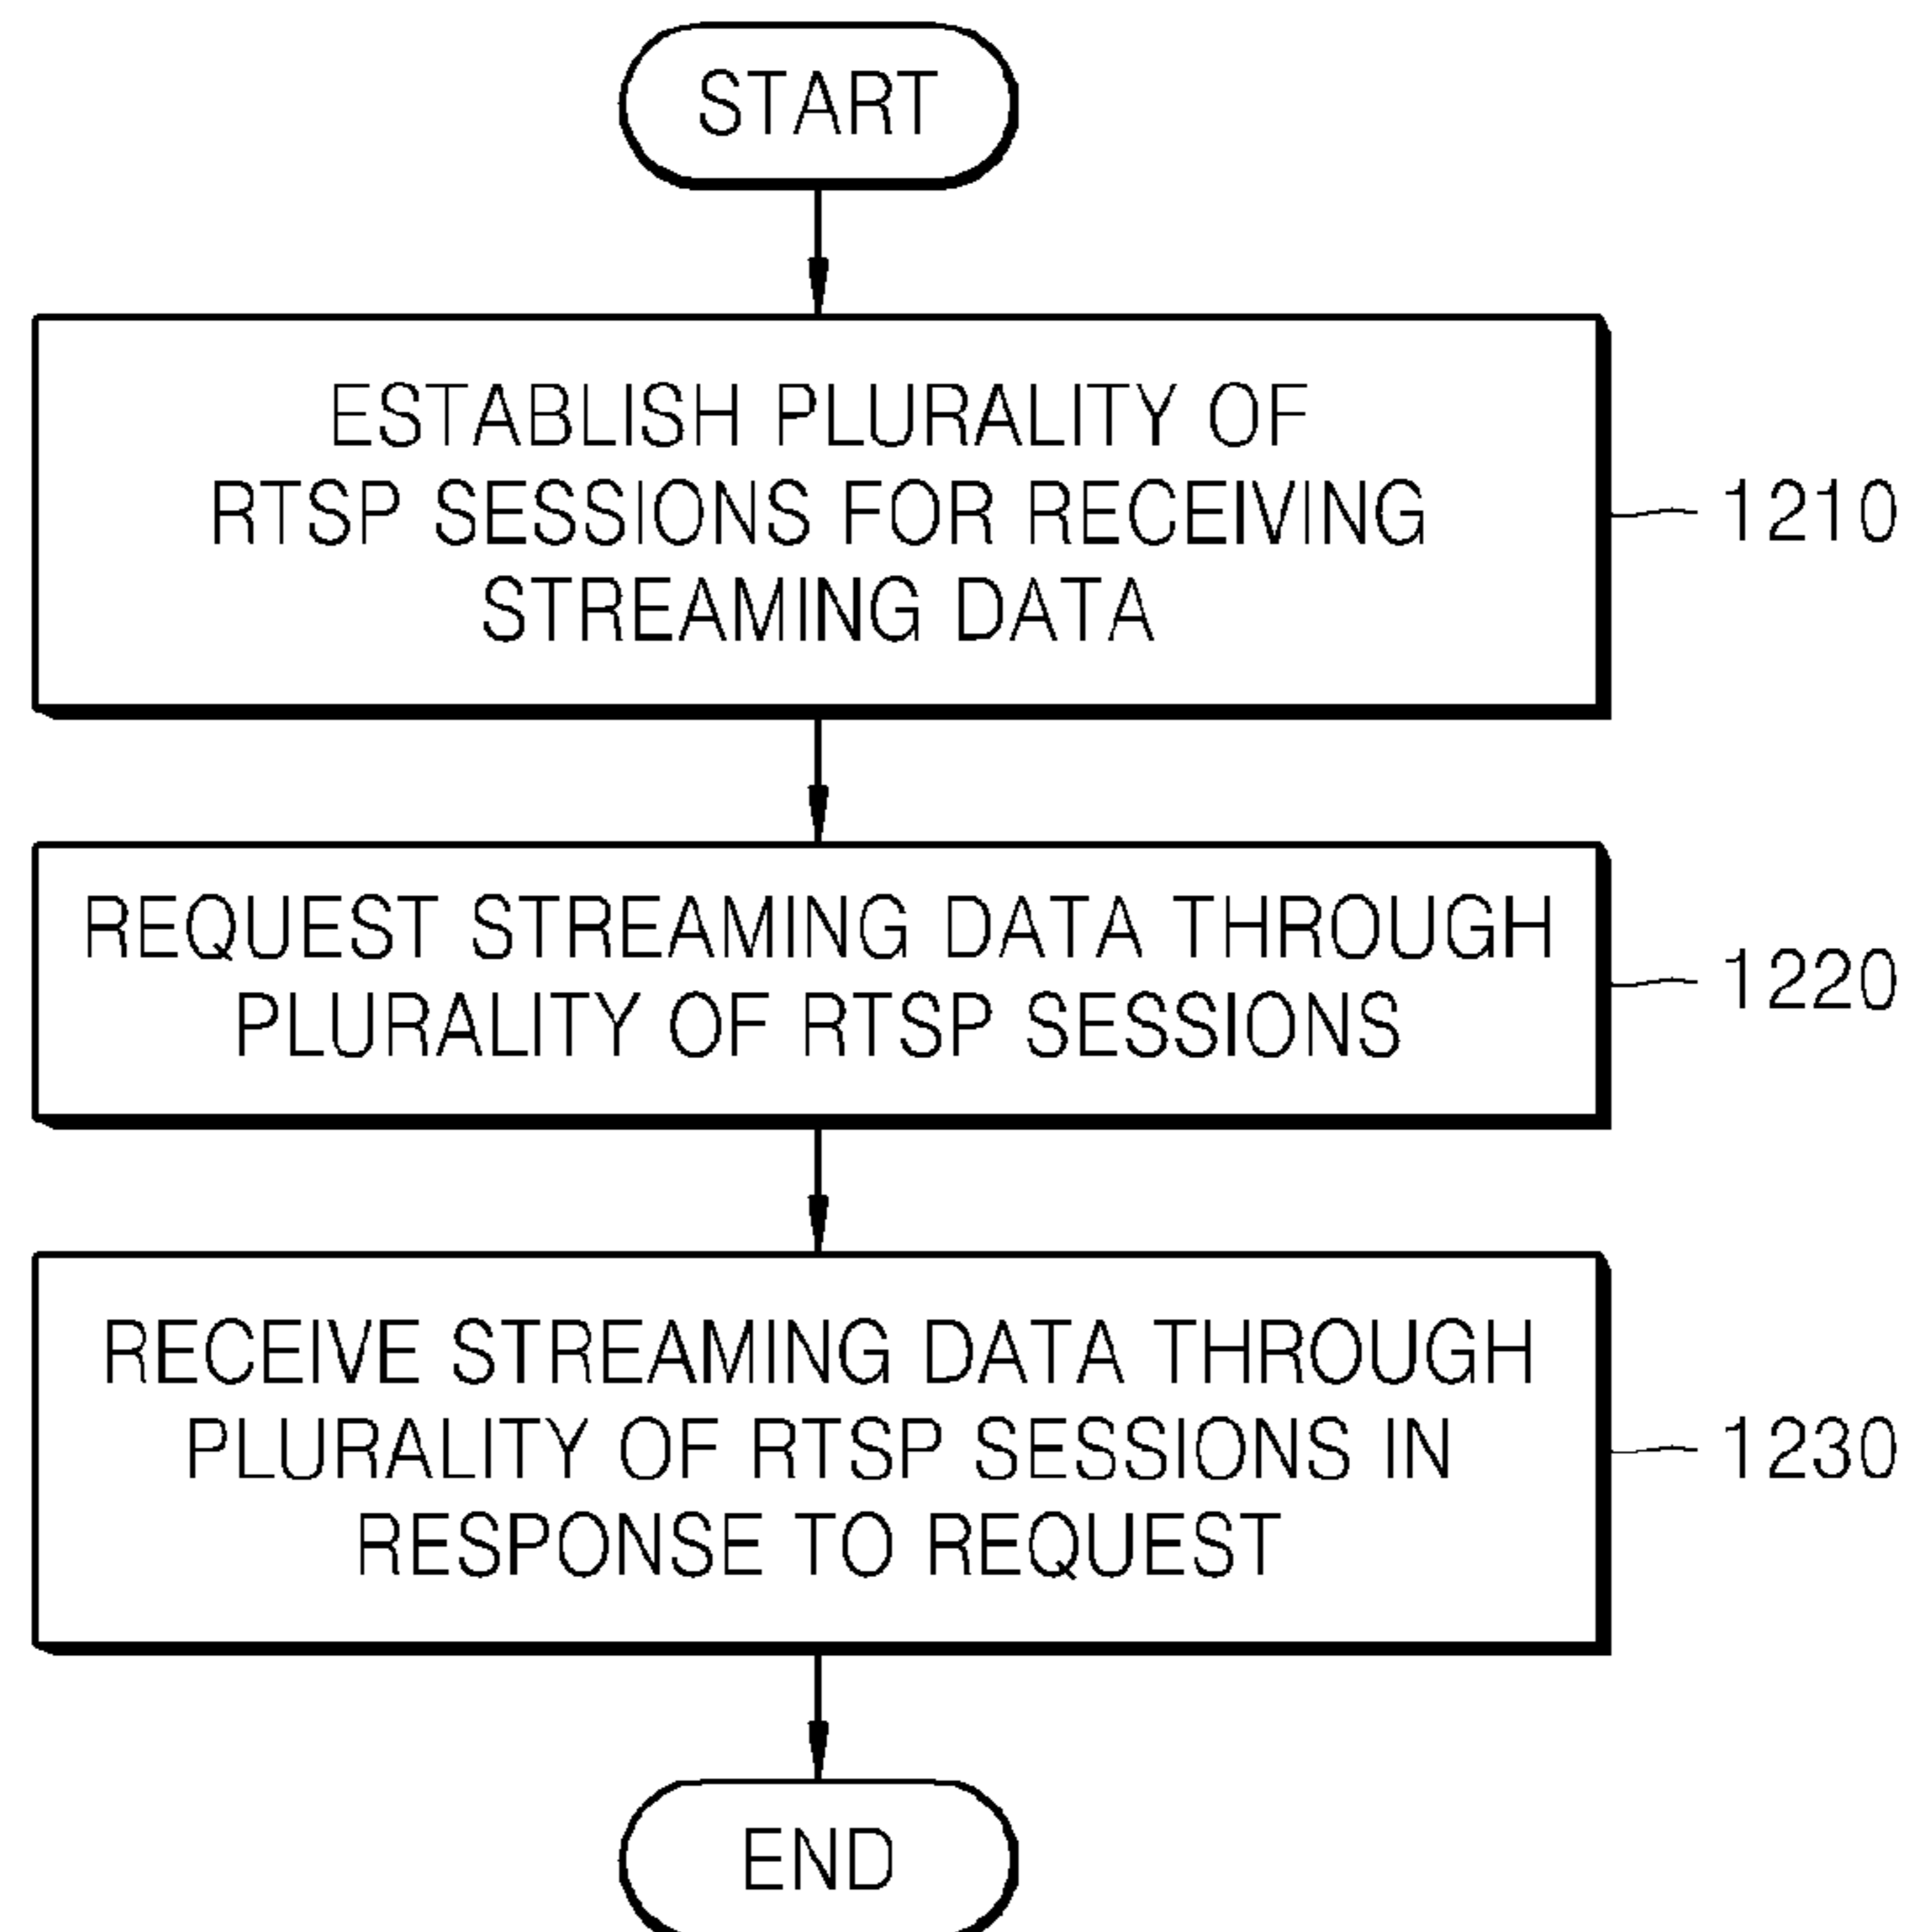 START
ESTABLISH PLURALITY OF
RTSP SESSIONS FOR RECEIVING
STREAMING DATA
1210
REQUEST STREAMING DATA THROUGH
PLURALITY OF RTSP SESSIONS
1220
RECEIVE STREAMING DATA THROUGH
PLURALITY OF RTSP SESSIONS IN
RESPONSE TO REQUEST
1230
END